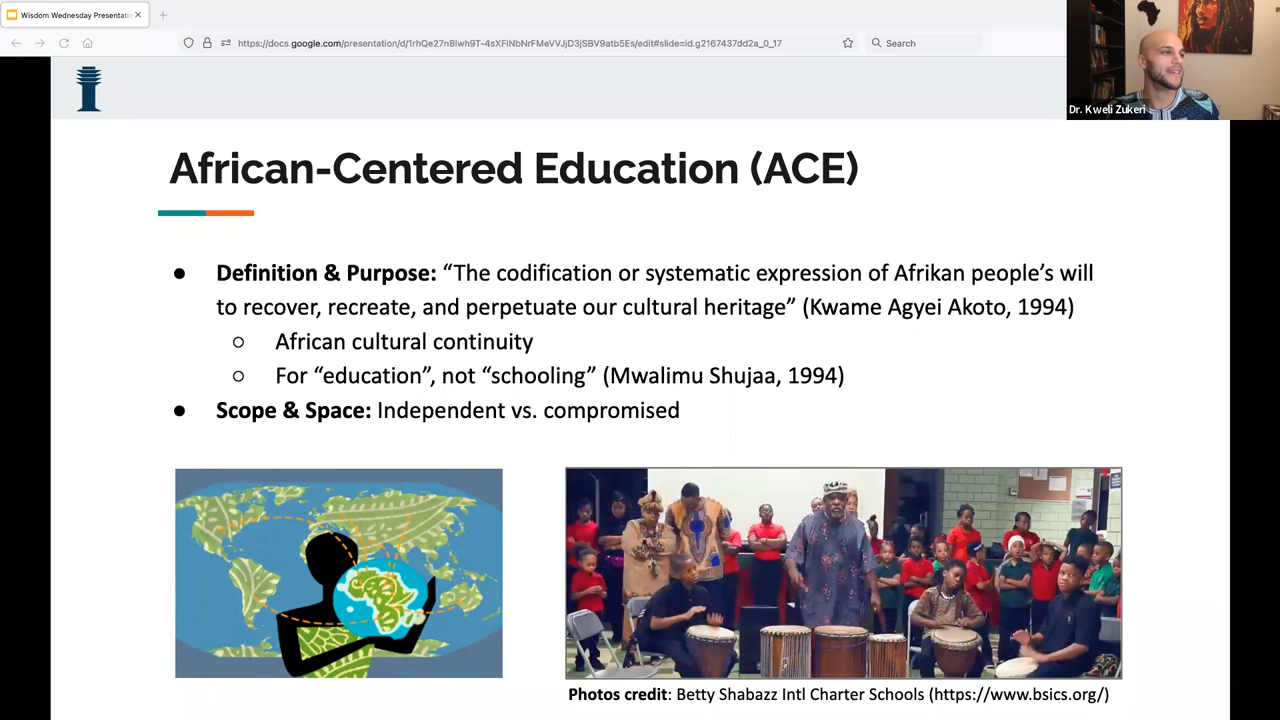 Wisdom Wednesday Presentati
https://docs.google.com/presentation/d/1rhQe27nBlwh9T-4sXFlNbNrFMeVVJjD3jSBV9atb5Es/edit#slide=id.g2167437dd2a_0_17
Search
Dr. Kweli Zukeri
African-Centered Education (ACE)
● Definition & Purpose: “The codification or systematic expression of Afrikan people’s will
to recover, recreate, and perpetuate our cultural heritage” (Kwame Agyei Akoto, 1994)
○ African cultural continuity
○ For “education”, not “schooling” (Mwalimu Shujaa, 1994)
● Scope & Space: Independent vs. compromised
Photos credit: Betty Shabazz Intl Charter Schools (https://www.bsics.org/)